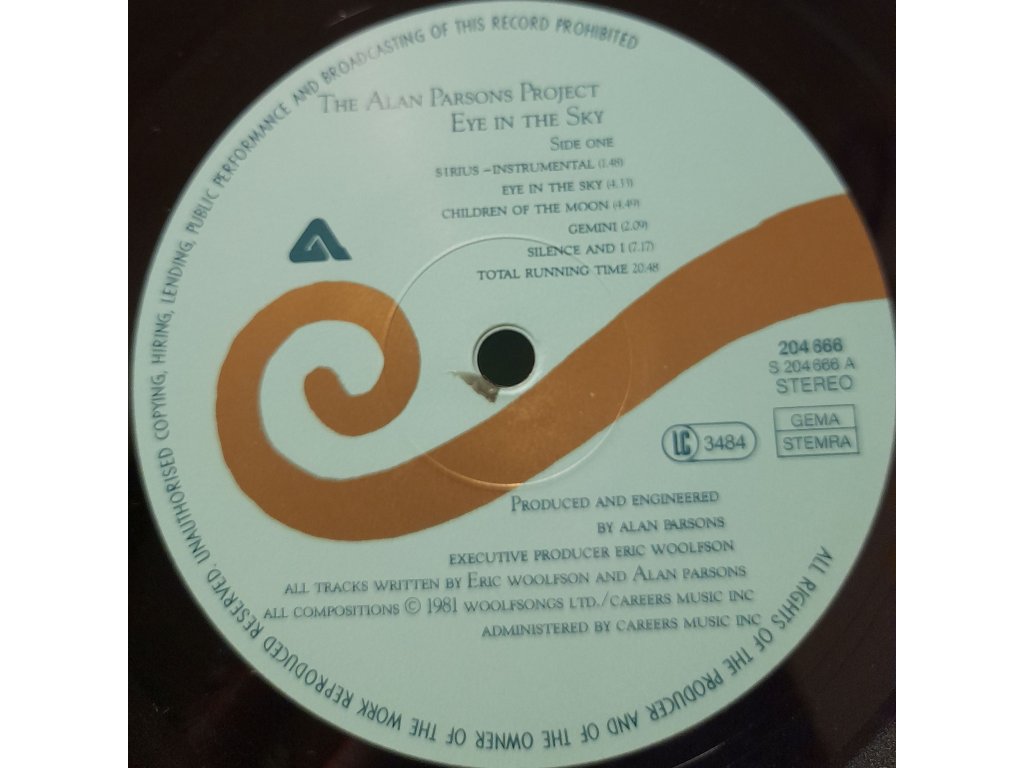 THE ALAN PARSONS PROJECT
EYE IN THE SKY
SIDE ONE
SIRIUS – INSTRUMENTAL (1.48)
EYE IN THE SKY (4.33)
CHILDREN OF THE MOON (4.49)
GEMINI (2.09)
SILENCE AND I (7.17)
TOTAL RUNNING TIME 20:48
204 666
S 204 666 A
STEREO
LC 3484
GEMA
STEMRA
PRODUCED AND ENGINEERED
BY ALAN PARSONS
EXECUTIVE PRODUCER ERIC WOOLFSON
ALL TRACKS WRITTEN BY ERIC WOOLFSON AND ALAN PARSONS
ALL COMPOSITIONS © 1981 WOOLFSONGS LTD./CAREERS MUSIC INC
ADMINISTERED BY CAREERS MUSIC INC
ALL RIGHTS OF THE PRODUCER AND OF THE OWNER OF THE WORK REPRODUCED RESERVED. UNAUTHORISED COPYING, HIRING, LENDING, PUBLIC PERFORMANCE AND BROADCASTING OF THIS RECORD PROHIBITED